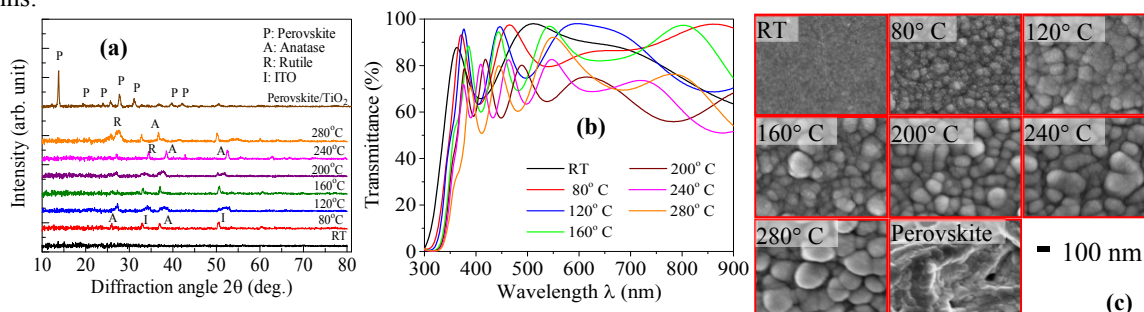 ms.
(a)
P: Perovskite
A: Anatase
R: Rutile
I: ITO
P P P P P P P
Perovskite/TiO2
R A
280°C
R A A
240°C
200°C
160°C
120°C
A I A I
80°C
RT
Intensity (arb. unit)
10 20 30 40 50 60 70 80
Diffraction angle 2θ (deg.)
(b)
100
80
60
40
20
0
Transmittance (%)
RT
80° C
120° C
160° C
200° C
240° C
280° C
300 400 500 600 700 800 900
Wavelength λ (nm)
RT 80° C 120° C
160° C 200° C 240° C
280° C Perovskite
100 nm
(c)